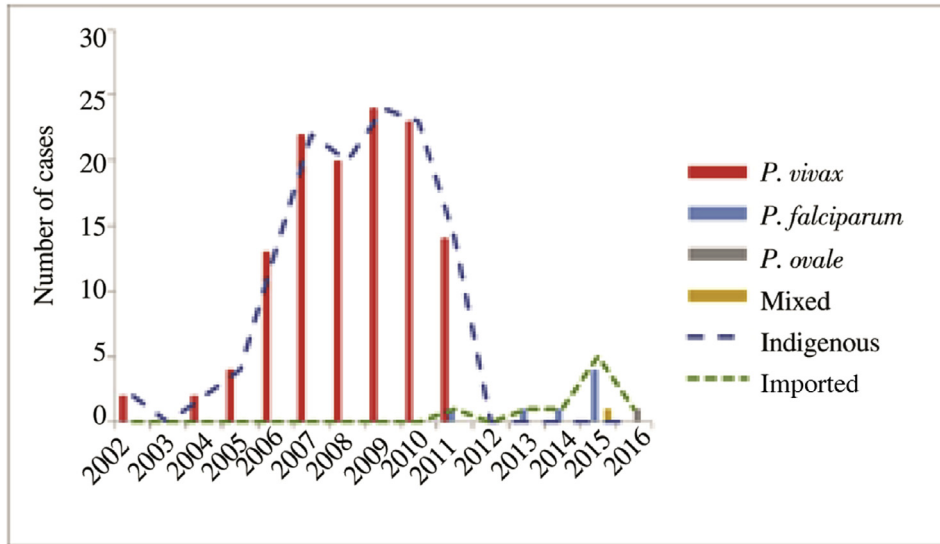 30
25
20
15
10
5
0
Number of cases
2002 2003 2004 2005 2006 2007 2008 2009 2010 2011 2012 2013 2014 2015 2016
P. vivax
P. falciparum
P. ovale
Mixed
Indigenous
Imported